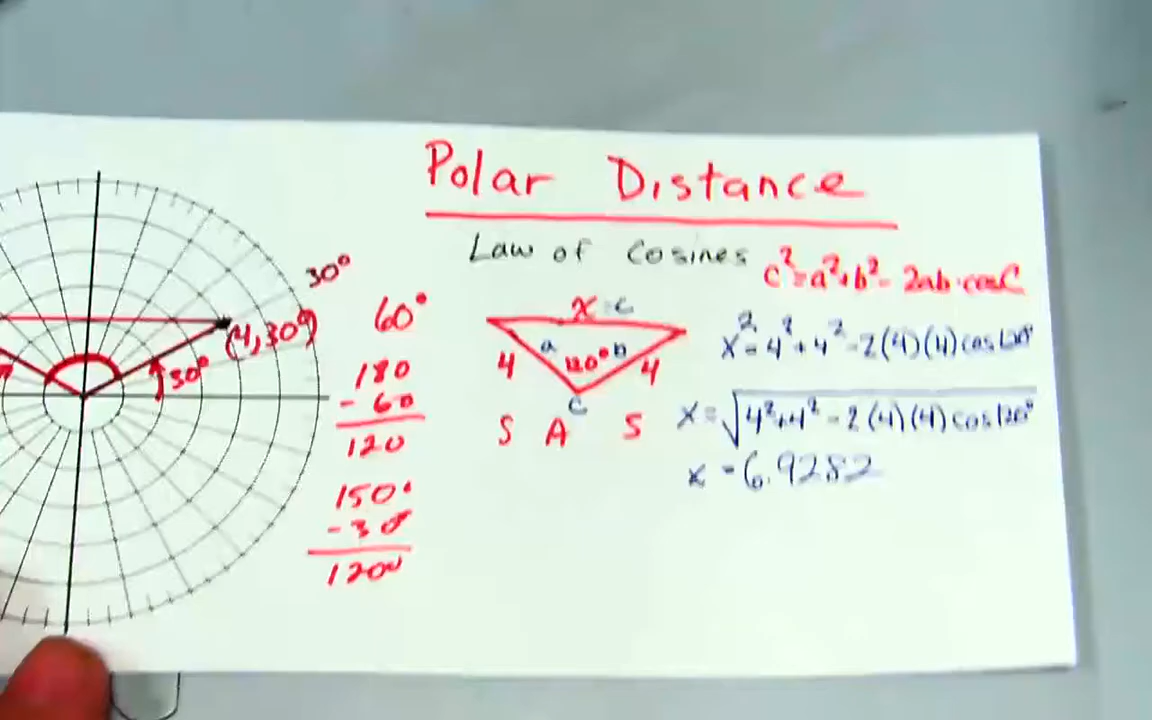 Polar Distance
Law of Cosines c²=a²+b²- 2ab·cosC
30°
(4,30°)
30°
60°
180
- 60
120
150°
- 30°
120°
x = c
a 120° b
4 4
c
S A S
x²=4²+4²-2(4)(4)cos120°
x=√4²+4²-2(4)(4)cos120°
x=6.9282